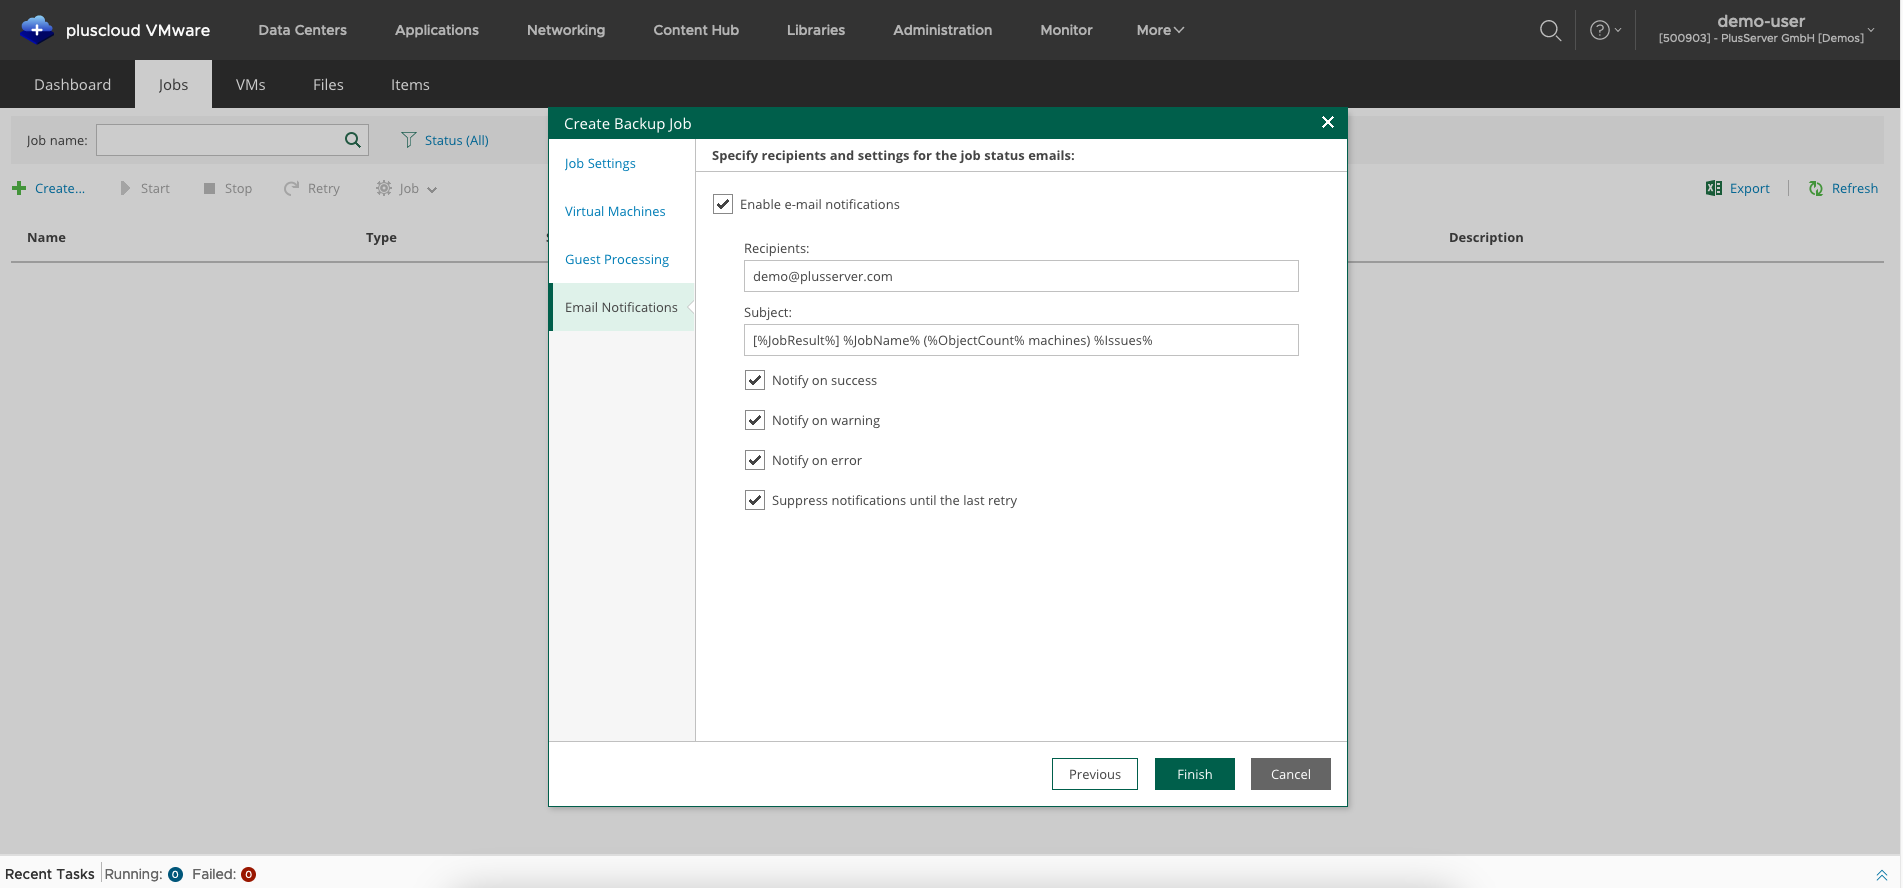 pluscloud VMware Data Centers Applications Networking Content Hub Libraries Administration Monitor More demo-user
[500903] - PlusServer GmbH [Demos]
Dashboard Jobs VMs Files Items
Create Backup Job
Job name: Status (All)
Job Settings
Specify recipients and settings for the job status emails:
Create... Start Stop Retry Job
Export Refresh
Enable e-mail notifications
Virtual Machines
Name Type Description
Recipients:
Guest Processing
demo@plusserver.com
Email Notifications
Subject:
[%JobResult%] %JobName% (%ObjectCount% machines) %Issues%
Notify on success
Notify on warning
Notify on error
Suppress notifications until the last retry
Previous Finish Cancel
Recent Tasks Running: 0 Failed: 0